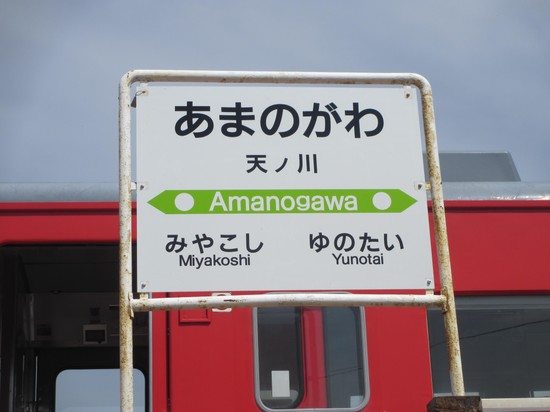 あまのがわ
天ノ川
Amanogawa
みやこし ゆのたい
Miyakoshi Yunotai